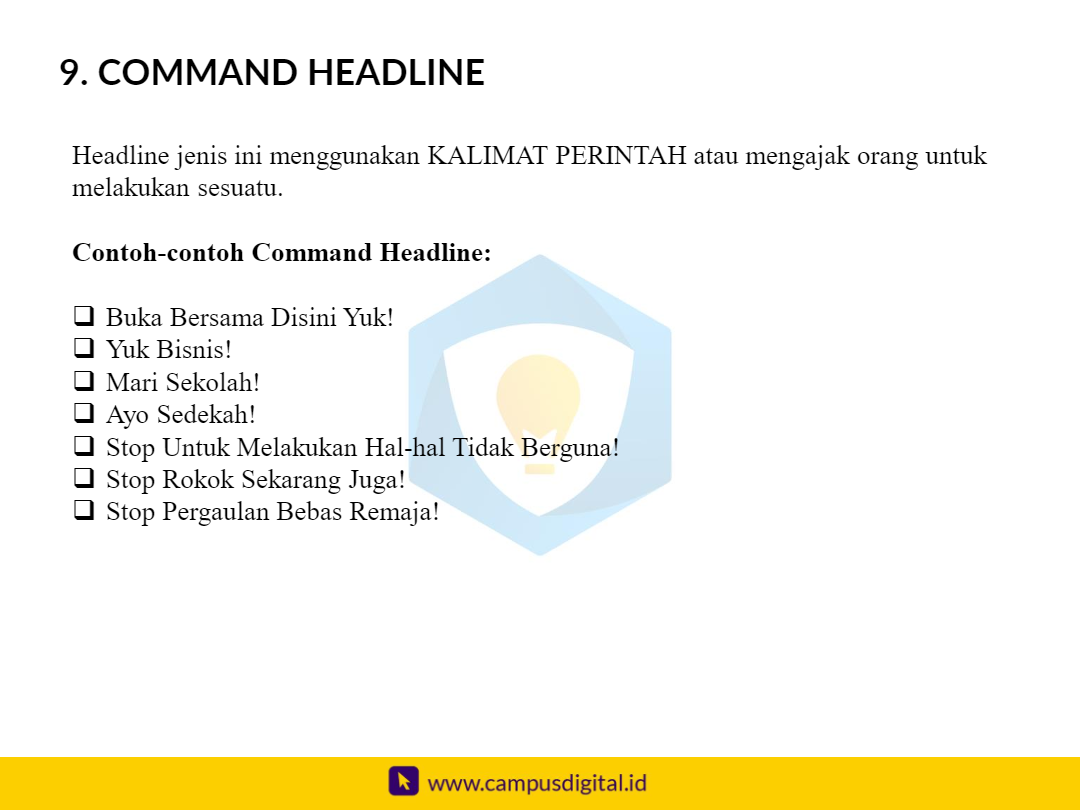 9. COMMAND HEADLINE
Headline jenis ini menggunakan KALIMAT PERINTAH atau mengajak orang untuk
melakukan sesuatu.
Contoh-contoh Command Headline:
❑ Buka Bersama Disini Yuk!
❑ Yuk Bisnis!
❑ Mari Sekolah!
❑ Ayo Sedekah!
❑ Stop Untuk Melakukan Hal-hal Tidak Berguna!
❑ Stop Rokok Sekarang Juga!
❑ Stop Pergaulan Bebas Remaja!
www.campusdigital.id